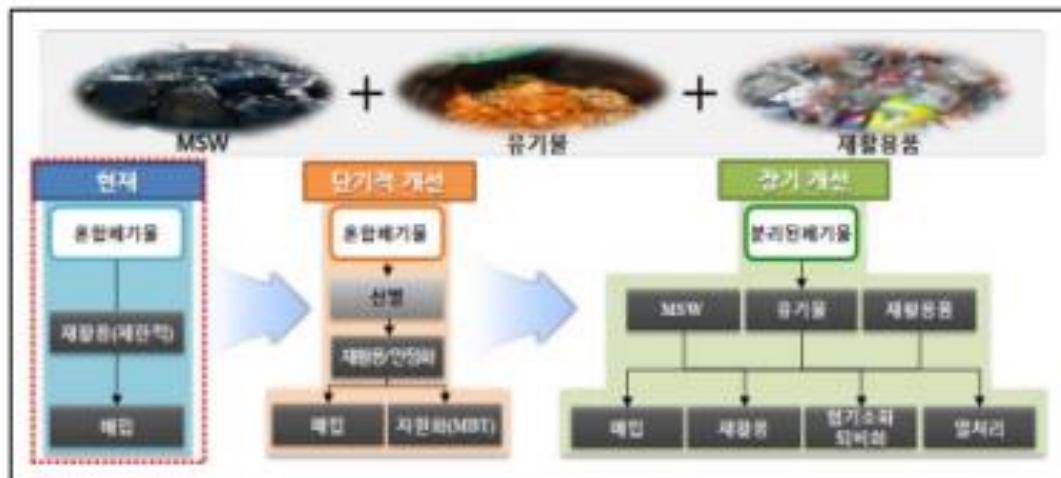 MSW
유기물
재활용품
현재
단기적 개선
장기 개선
혼합폐기물
재활용(제한적)
매립
혼합폐기물
선별
재활용/안정화
매립
자원화(MBT)
분리된폐기물
MSW
유기물
재활용품
매립
재활용
혐기소화
퇴비화
열처리